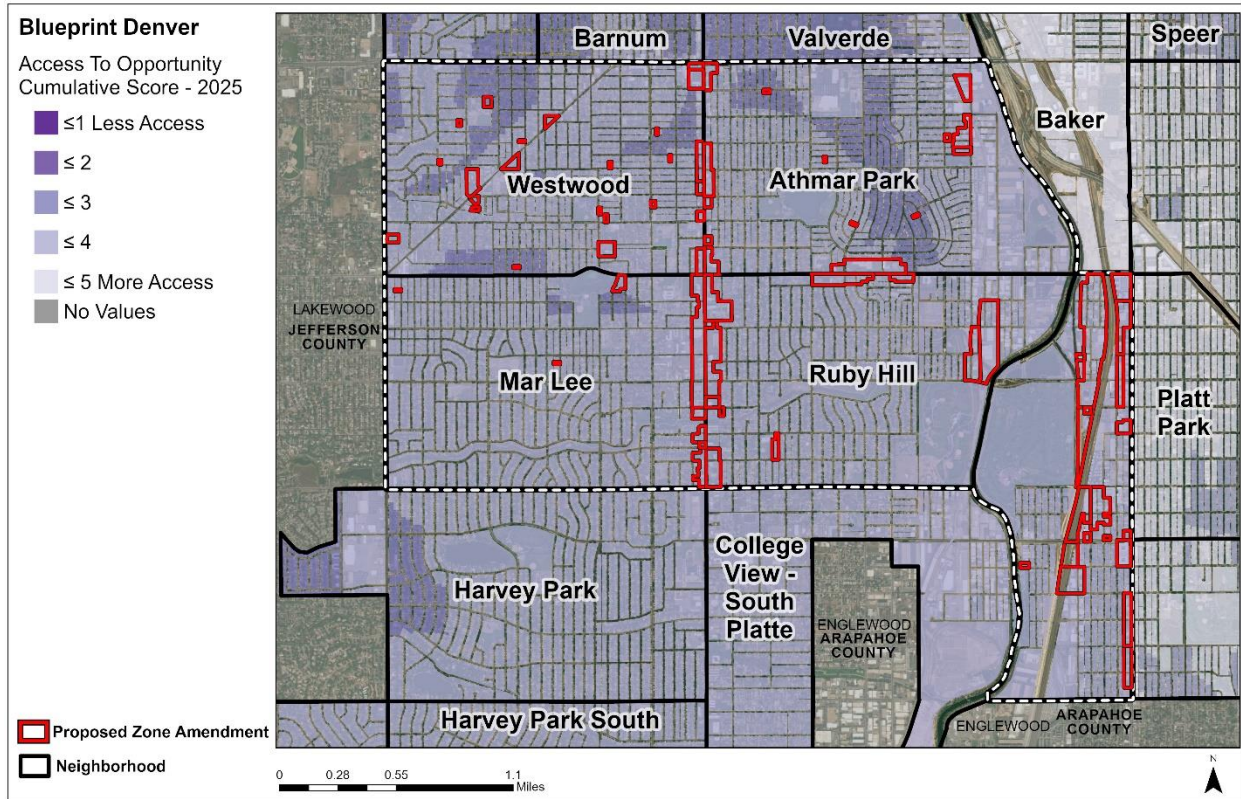 Blueprint Denver
Access To Opportunity
Cumulative Score - 2025
≤1 Less Access
≤ 2
≤ 3
≤ 4
≤ 5 More Access
No Values
Proposed Zone Amendment
Neighborhood
Barnum
Valverde
Speer
Baker
Westwood
Athmar Park
LAKEWOOD
JEFFERSON
COUNTY
Mar Lee
Ruby Hill
Platt
Park
Harvey Park
College
View -
South
Platte
ENGLEWOOD
ARAPAHOE
COUNTY
Harvey Park South
ENGLEWOOD
ARAPAHOE
COUNTY
0 0.28 0.55 1.1
Miles
N